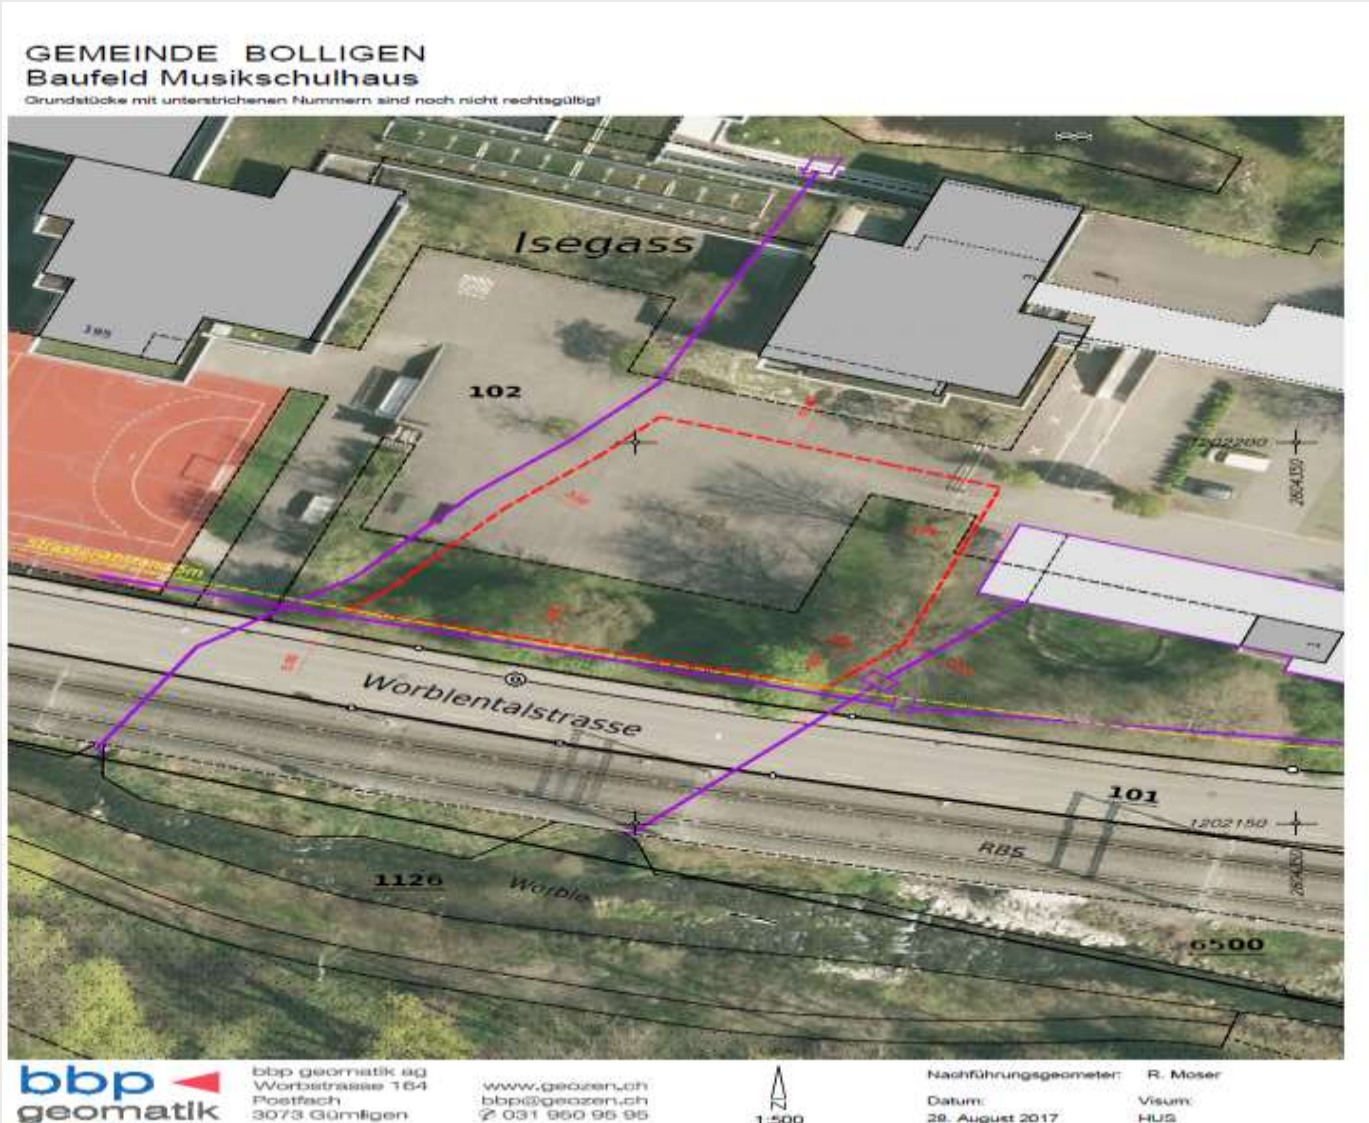 GEMEINDE BOLLIGEN
Baufeld Musikschulhaus
Grundstücke mit unterstrichenen Nummern sind noch nicht rechtsgültig!
Isegass
195
102
1202200
2604350
Worblentalstrasse
101
1202150
RBS
1126
Worble
6500
bbp
geomatik
bbp geomatik ag
Worbstrasse 164
Postfach
3073 Gümligen
www.geozen.ch
bbp@geozen.ch
031 950 95 95
N
1:500
Nachführungsgeometer: R. Moser
Datum: Visum:
28. August 2017 HUS